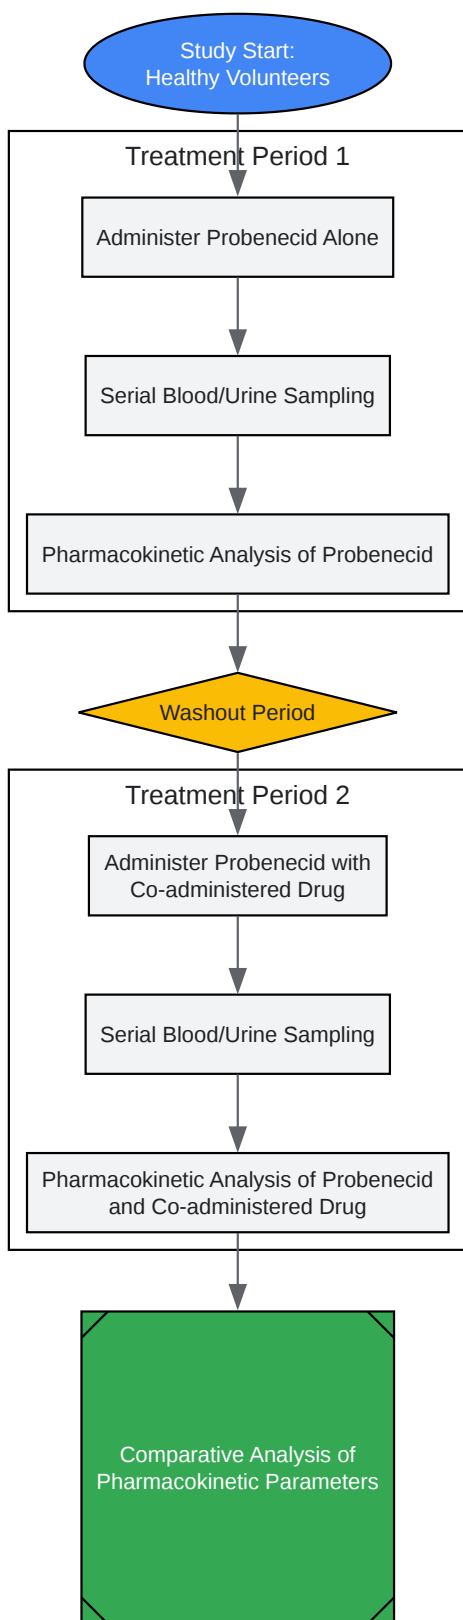 Study Start:
Healthy Volunteers
Treatment Period 1
Administer Probenecid Alone
Serial Blood/Urine Sampling
Pharmacokinetic Analysis of Probenecid
Washout Period
Treatment Period 2
Administer Probenecid with
Co-administered Drug
Serial Blood/Urine Sampling
Pharmacokinetic Analysis of Probenecid
and Co-administered Drug
Comparative Analysis of
Pharmacokinetic Parameters